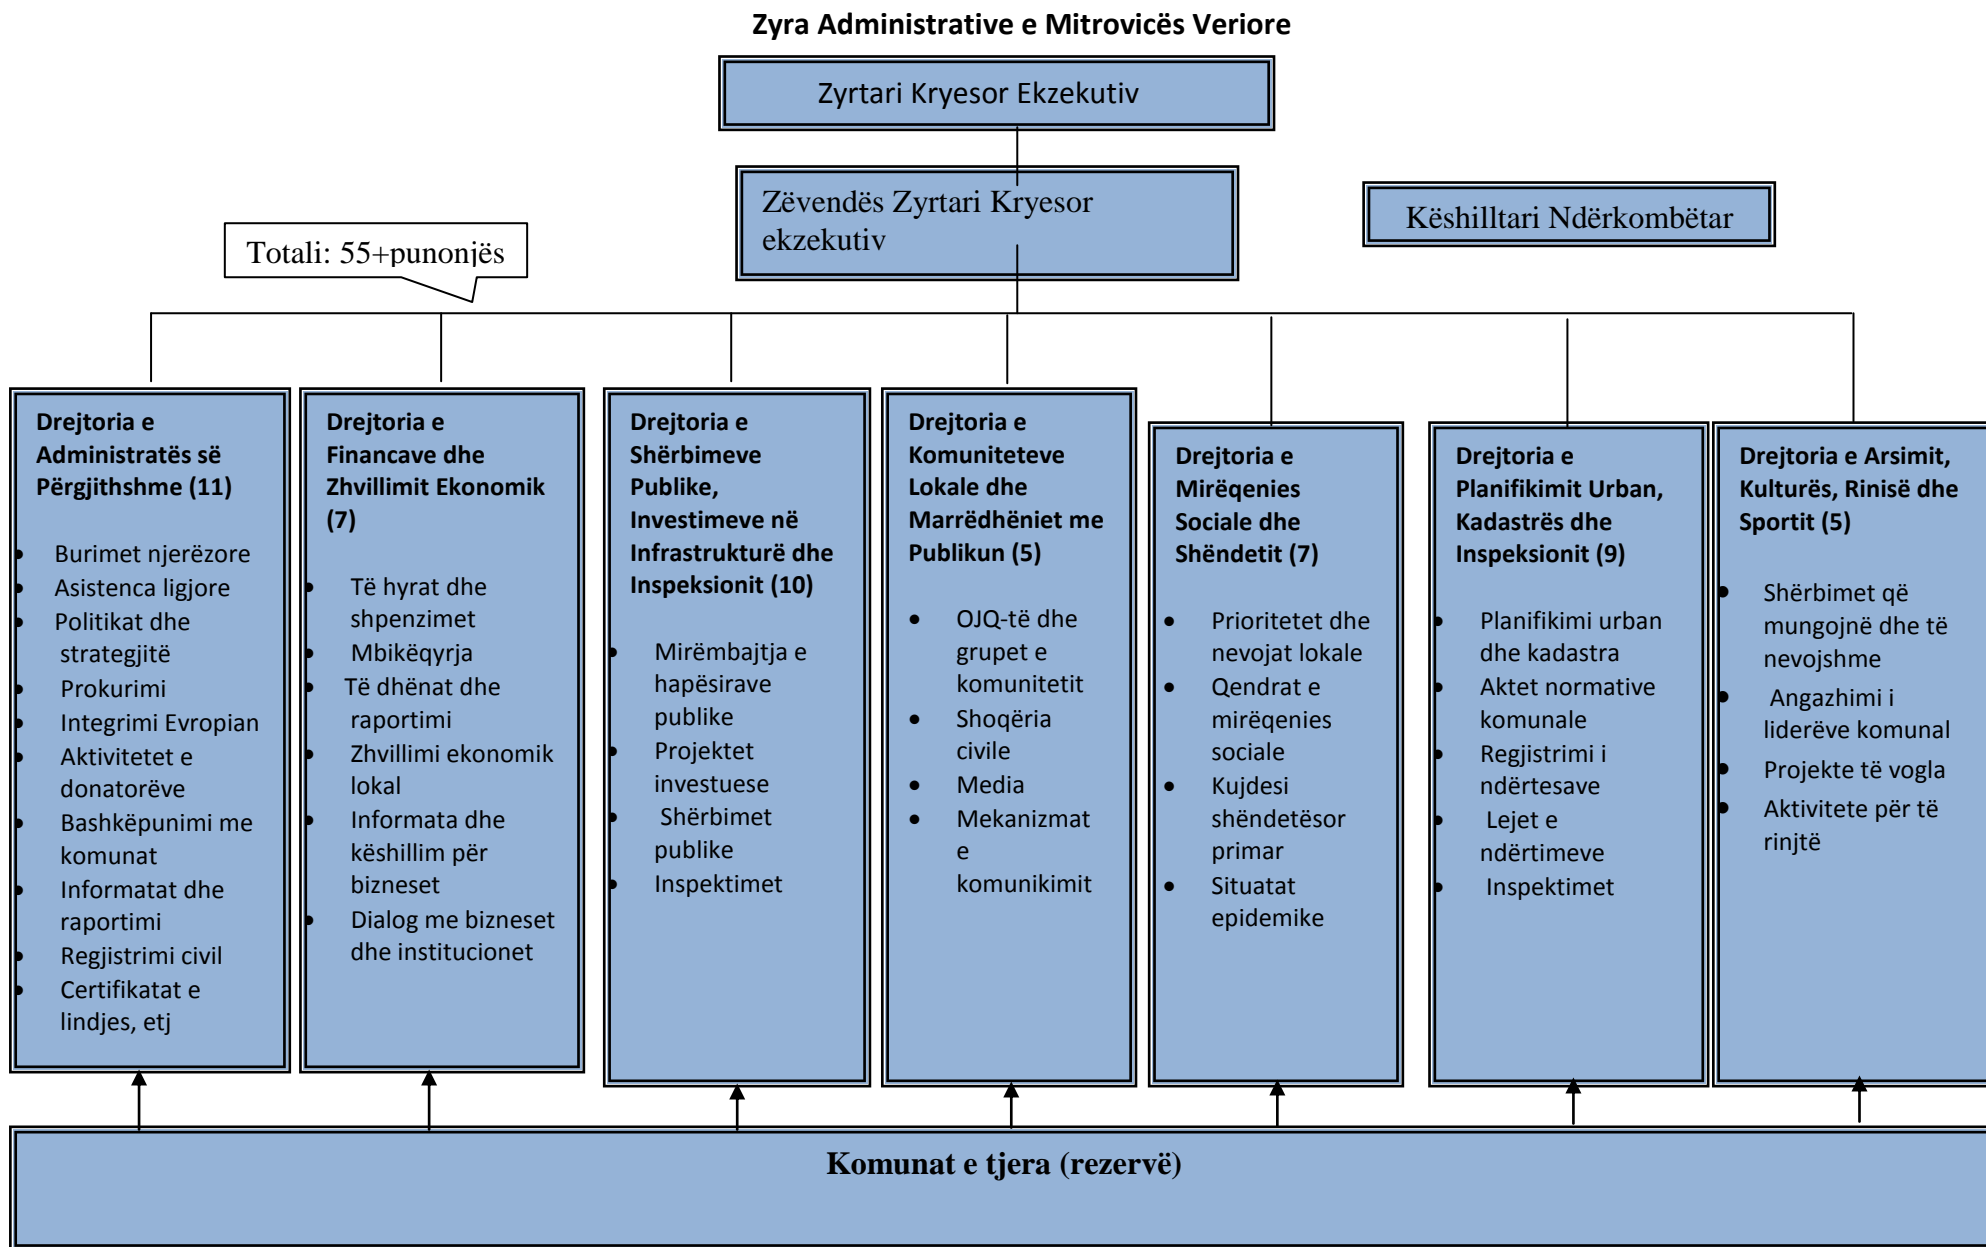 Zyra Administrative e Mitrovicës Veriore
Zyrtari Kryesor Ekzekutiv
Zëvendës Zyrtari Kryesor
ekzekutiv
Këshilltari Ndërkombëtar
Totali: 55+punonjës
Drejtoria e
Administratës së
Përgjithshme (11)
• Burimet njerëzore
• Asistenca ligjore
• Politikat dhe
strategjitë
• Prokurimi
• Integrimi Evropian
• Aktivitetet e
donatorëve
• Bashkëpunimi me
komunat
• Informatat dhe
raportimi
• Regjistrimi civil
• Certifikatat e
lindjes, etj
Drejtoria e
Financave dhe
Zhvillimit Ekonomik
(7)
• Të hyrat dhe
shpenzimet
• Mbikëqyrja
• Të dhënat dhe
raportimi
• Zhvillimi ekonomik
lokal
• Informata dhe
këshillim për
bizneset
• Dialog me bizneset
dhe institucionet
Drejtoria e
Shërbimeve
Publike,
Investimeve në
Infrastrukturë dhe
Inspeksionit (10)
• Mirëmbajtja e
hapësirave
publike
• Projektet
investuese
• Shërbimet
publike
• Inspektimet
Drejtoria e
Komuniteteve
Lokale dhe
Marrëdhëniet me
Publikun (5)
• OJQ-të dhe
grupet e
komunitetit
• Shoqëria
civile
• Media
• Mekanizmat
e
komunikimit
Drejtoria e
Mirëqenies
Sociale dhe
Shëndetit (7)
• Prioritetet dhe
nevojat lokale
• Qendrat e
mirëqenies
sociale
• Kujdesi
shëndetësor
primar
• Situatat
epidemike
Drejtoria e
Planifikimit Urban,
Kadastrës dhe
Inspeksionit (9)
• Planifikimi urban
dhe kadastra
• Aktet normative
komunale
• Regjistrimi i
ndërtesave
• Lejet e
ndërtimeve
• Inspektimet
Drejtoria e Arsimit,
Kulturës, Rinisë dhe
Sportit (5)
• Shërbimet që
mungojnë dhe të
nevojshme
• Angazhimi i
liderëve komunal
• Projekte të vogla
• Aktivitete për të
rinjtë
Komunat e tjera (rezervë)